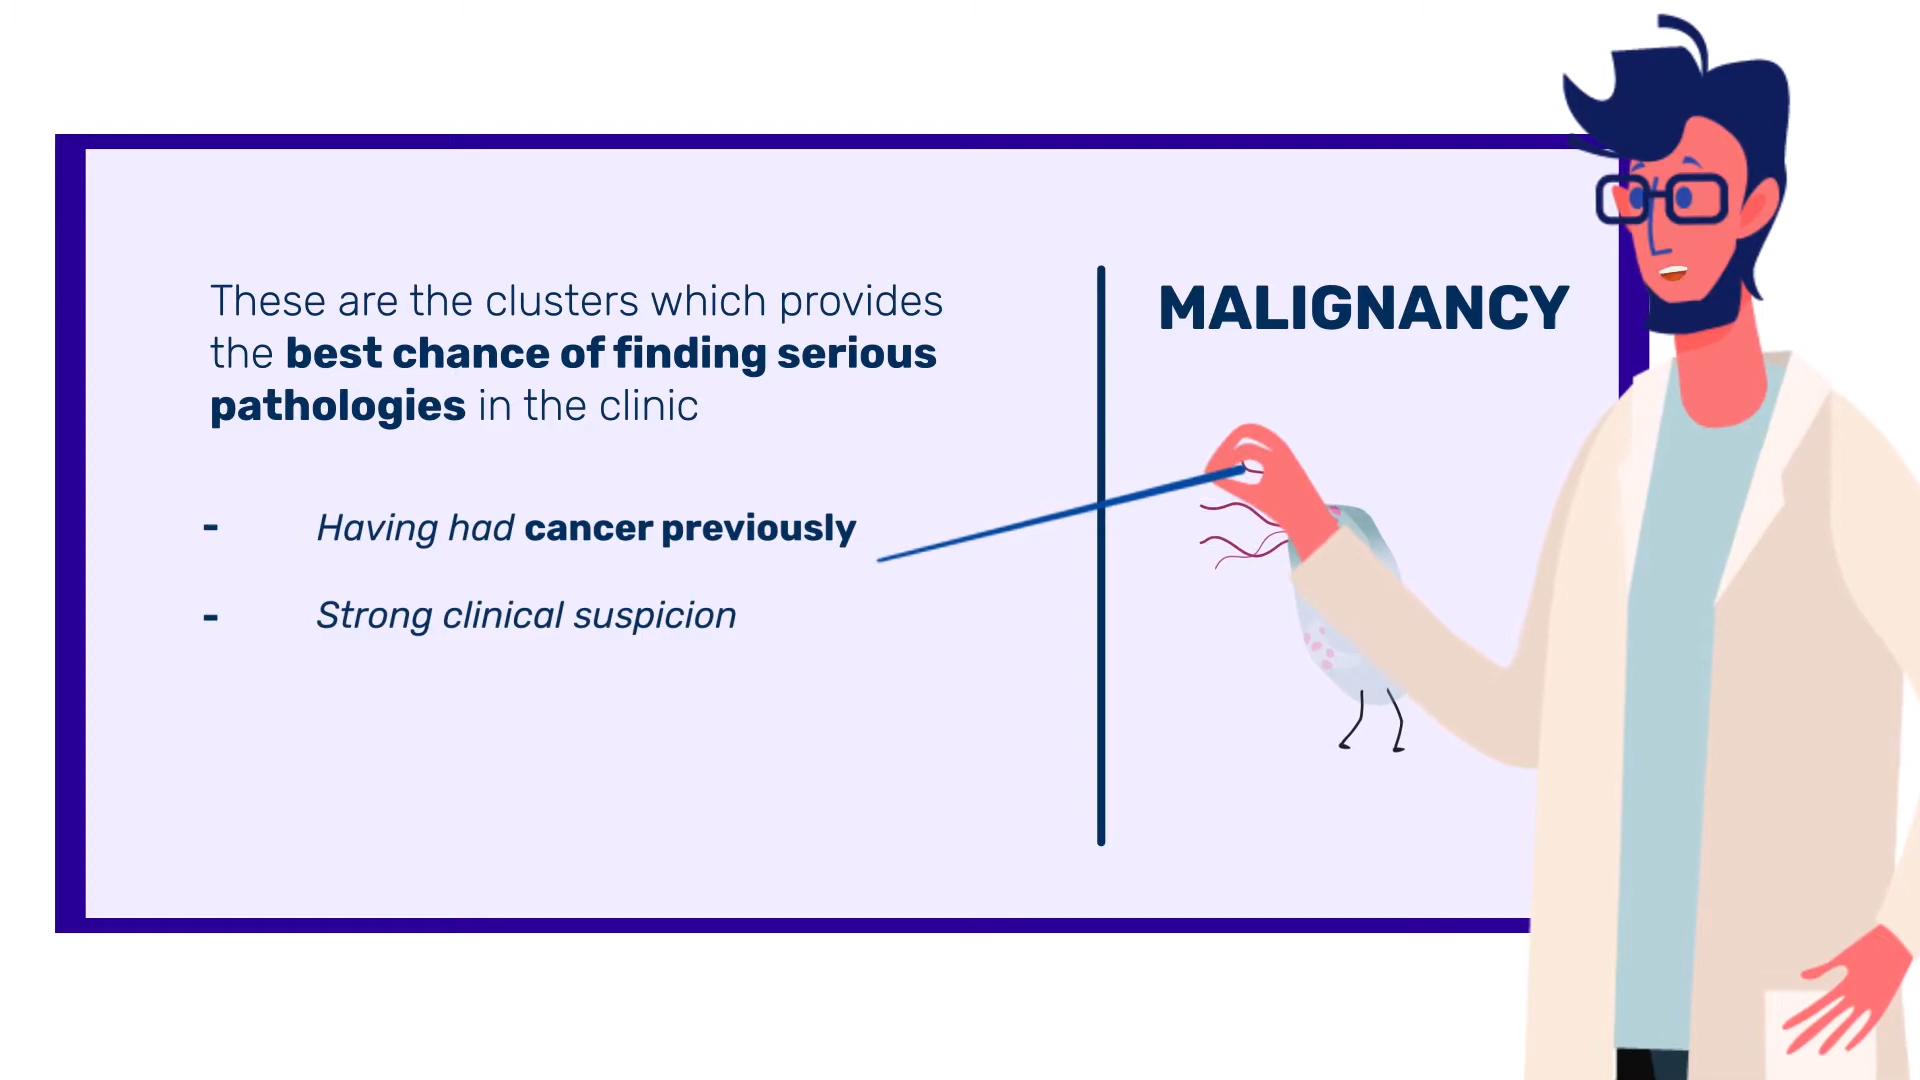 These are the clusters which provides
the best chance of finding serious
pathologies in the clinic
- Having had cancer previously
- Strong clinical suspicion
MALIGNANCY